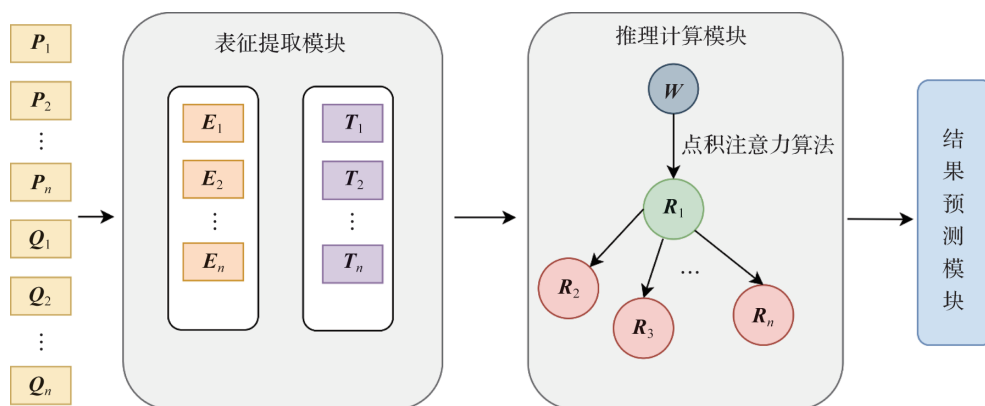 P1
P2
⋮
Pn
Q1
Q2
⋮
Qn
表征提取模块
E1
E2
⋮
En
T1
T2
⋮
Tn
推理计算模块
W
点积注意力算法
R1
R2
R3
...
Rn
结果预测模块